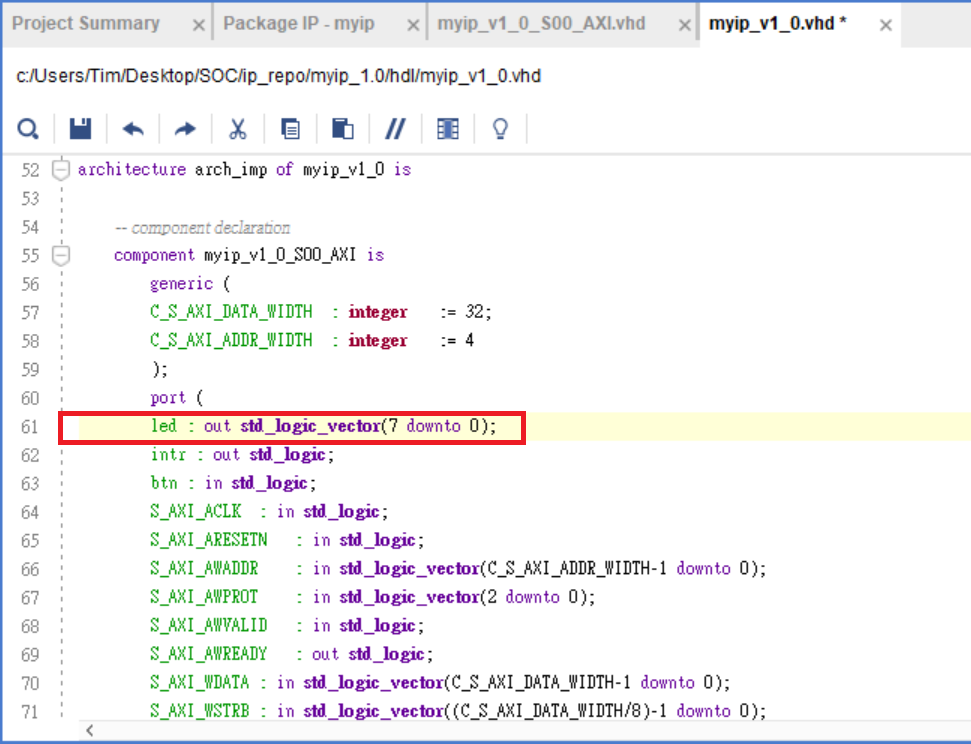 Project Summary × Package IP - myip × myip_v1_0_S00_AXI.vhd × myip_v1_0.vhd * ×
c:/Users/Tim/Desktop/SOC/ip_repo/myip_1.0/hdl/myip_v1_0.vhd
52 architecture arch_imp of myip_v1_0 is
53
54 -- component declaration
55 component myip_v1_0_S00_AXI is
56 generic (
57 C_S_AXI_DATA_WIDTH : integer := 32;
58 C_S_AXI_ADDR_WIDTH : integer := 4
59 );
60 port (
61 led : out std_logic_vector(7 downto 0);
62 intr : out std_logic;
63 btn : in std_logic;
64 S_AXI_ACLK : in std_logic;
65 S_AXI_ARESETN : in std_logic;
66 S_AXI_AWADDR : in std_logic_vector(C_S_AXI_ADDR_WIDTH-1 downto 0);
67 S_AXI_AWPROT : in std_logic_vector(2 downto 0);
68 S_AXI_AWVALID : in std_logic;
69 S_AXI_AWREADY : out std_logic;
70 S_AXI_WDATA : in std_logic_vector(C_S_AXI_DATA_WIDTH-1 downto 0);
71 S_AXI_WSTRB : in std_logic_vector((C_S_AXI_DATA_WIDTH/8)-1 downto 0);